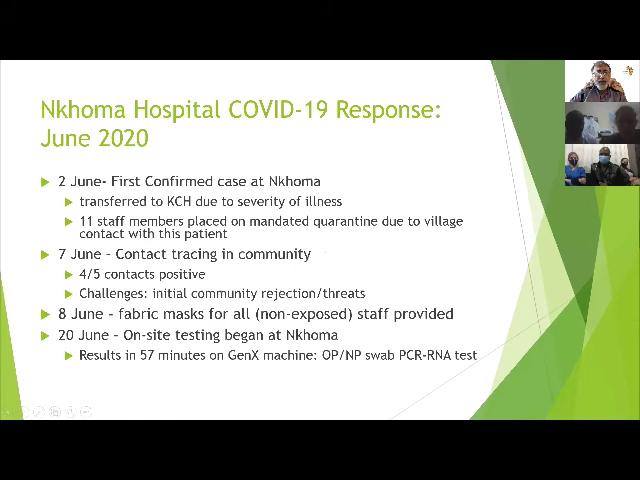 Nkhoma Hospital COVID-19 Response:
June 2020
2 June- First Confirmed case at Nkhoma
transferred to KCH due to severity of illness
11 staff members placed on mandated quarantine due to village
contact with this patient
7 June – Contact tracing in community
4/5 contacts positive
Challenges: initial community rejection/threats
8 June – fabric masks for all (non-exposed) staff provided
20 June – On-site testing began at Nkhoma
Results in 57 minutes on GenX machine: OP/NP swab PCR-RNA test